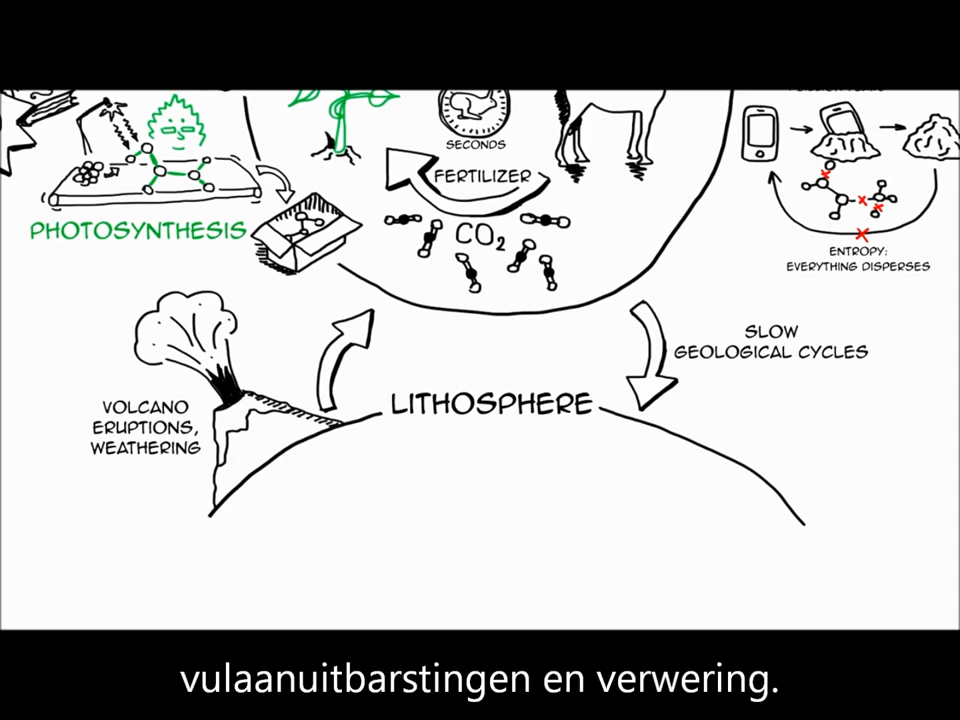 SECONDS
FERTILIZER
PHOTOSYNTHESIS
CO2
ENTROPY:
EVERYTHING DISPERSES
SLOW
GEOLOGICAL CYCLES
LITHOSPHERE
VOLCANO
ERUPTIONS,
WEATHERING
vulaanuitbarstingen en verwering.